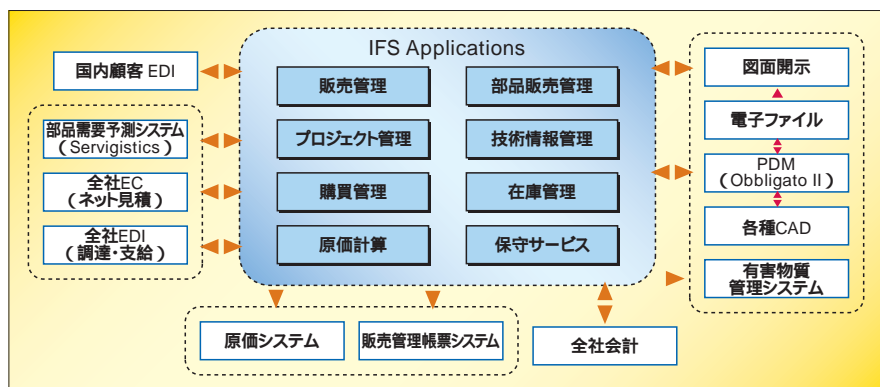 IFS Applications
国内顧客 EDI
部品需要予測システム
（Servigistics）
全社EC
（ネット見積）
全社EDI
（調達・支給）
販売管理
部品販売管理
プロジェクト管理
技術情報管理
購買管理
在庫管理
原価計算
保守サービス
図面開示
電子ファイル
PDM
（Obbligato II）
各種CAD
有害物質
管理システム
原価システム
販売管理帳票システム
全社会計